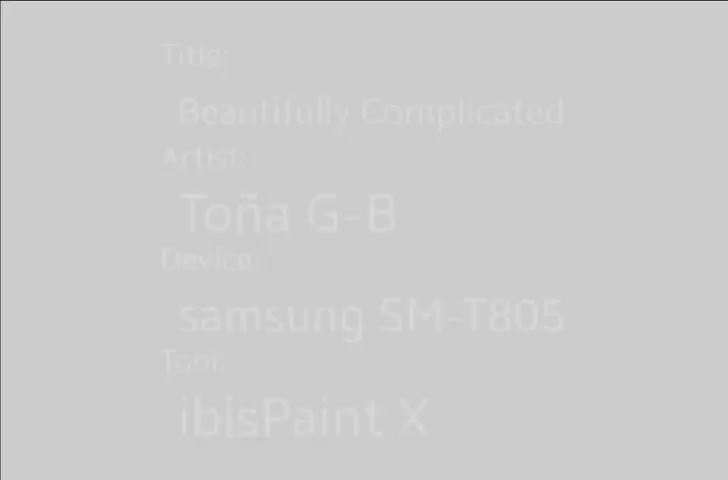 Title:
Beautifully Complicated
Artist:
Toña G-B
Device:
samsung SM-T805
Tool:
ibisPaint X